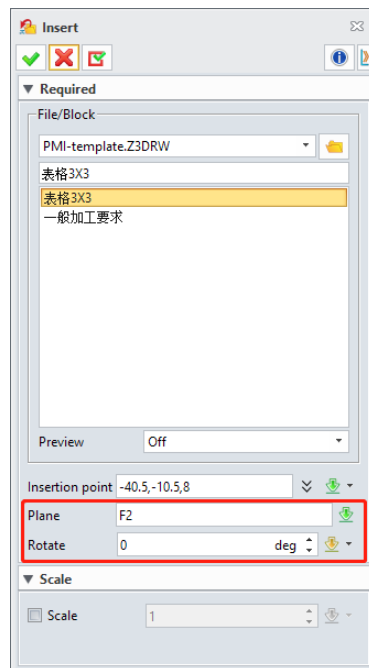 Insert
Required
File/Block
PMI-template.Z3DRW
表格3X3
表格3X3
一般加工要求
Preview Off
Insertion point -40.5,-10.5,8
Plane F2
Rotate 0 deg
Scale
Scale 1